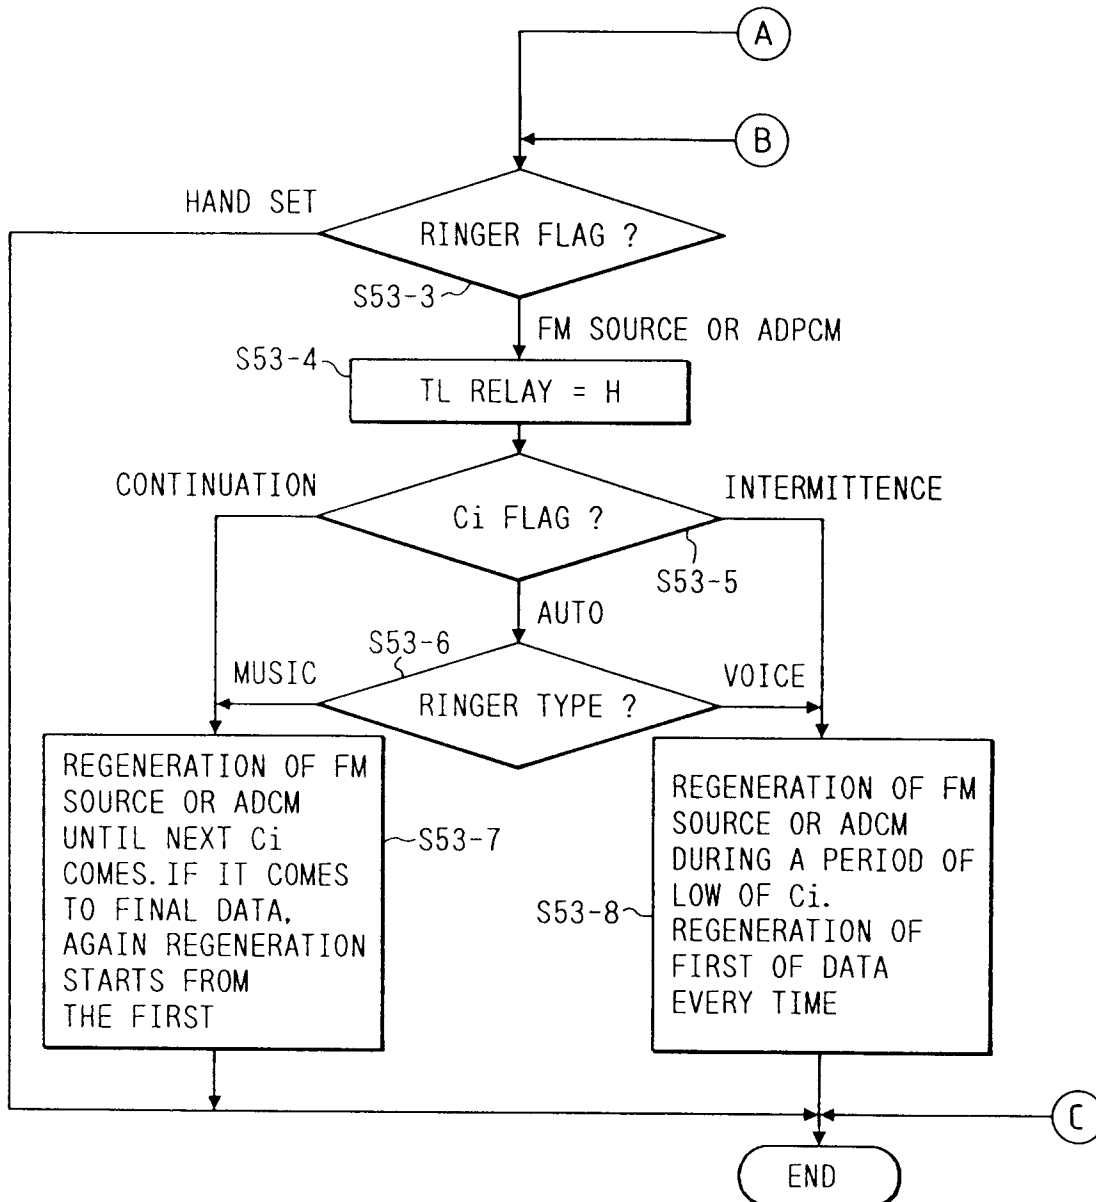 A
B
HAND SET
RINGER FLAG ?
S53-3
FM SOURCE OR ADPCM
S53-4
TL RELAY = H
CONTINUATION
INTERMITTENCE
Ci FLAG ?
S53-5
AUTO
S53-6
MUSIC
VOICE
RINGER TYPE ?
REGENERATION OF FM
SOURCE OR ADCM
UNTIL NEXT Ci
COMES. IF IT COMES
TO FINAL DATA,
AGAIN REGENERATION
STARTS FROM
THE FIRST
S53-7
REGENERATION OF FM
SOURCE OR ADCM
DURING A PERIOD OF
LOW OF Ci.
REGENERATION OF
FIRST OF DATA
EVERY TIME
S53-8
C
END